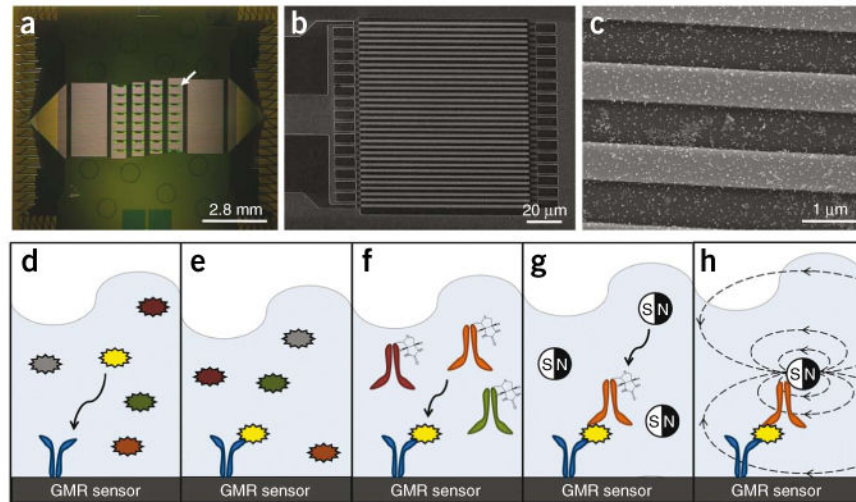 a
b
c
2.8 mm
20 μm
1 μm
d
e
f
g
h
S N
S N
S N
S N
GMR sensor
GMR sensor
GMR sensor
GMR sensor
GMR sensor